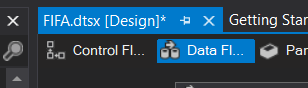 FIFA.dtsx [Design]* Getting Star
Control Fl... Data Fl... Par